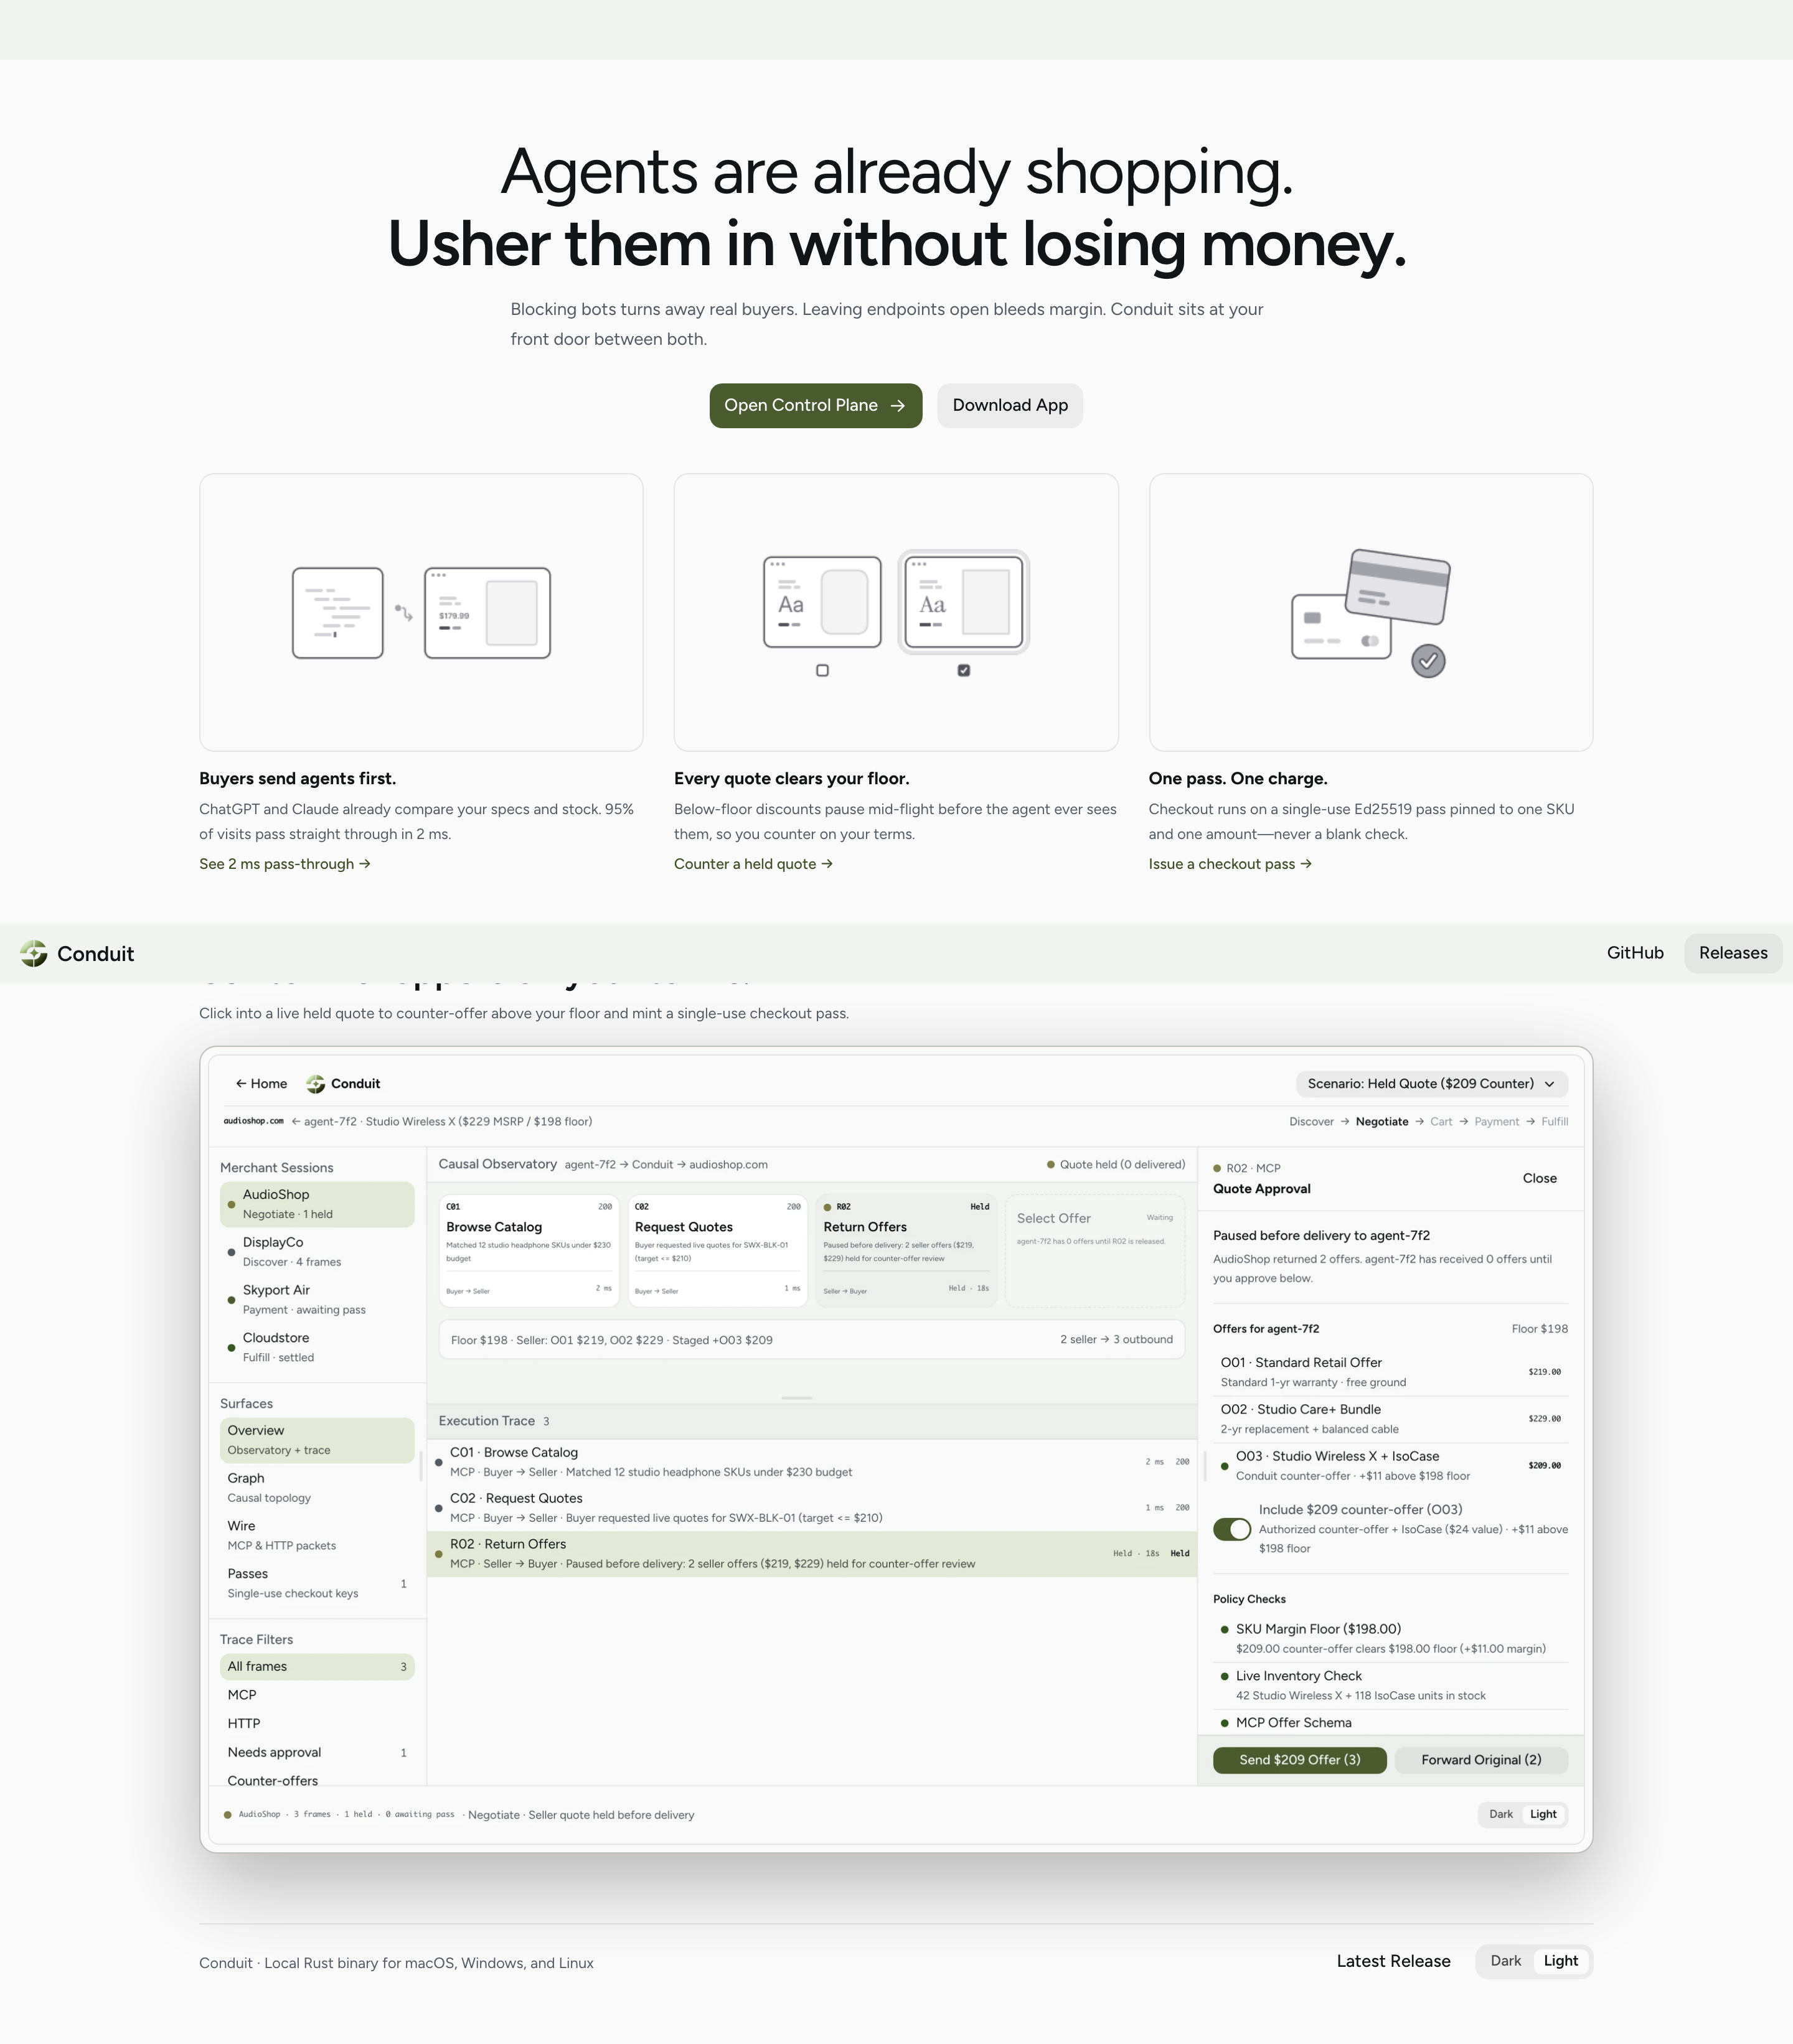 Agents are already shopping.
Usher them in without losing money.
Blocking bots turns away real buyers. Leaving endpoints open bleeds margin. Conduit sits at your
front door between both.
Open Control Plane →
Download App
$179.99
Aa
Aa
Buyers send agents first.
ChatGPT and Claude already compare your specs and stock. 95%
of visits pass straight through in 2 ms.
See 2 ms pass-through →
Every quote clears your floor.
Below-floor discounts pause mid-flight before the agent ever sees
them, so you counter on your terms.
Counter a held quote →
One pass. One charge.
Checkout runs on a single-use Ed25519 pass pinned to one SKU
and one amount—never a blank check.
Issue a checkout pass →
Conduit
GitHub
Releases
Click into a live held quote to counter-offer above your floor and mint a single-use checkout pass.
← Home
Conduit
Scenario: Held Quote ($209 Counter)
audioshop.com ← agent-7f2 · Studio Wireless X ($229 MSRP / $198 floor)
Discover → Negotiate → Cart → Payment → Fulfill
Merchant Sessions
AudioShop
Negotiate · 1 held
DisplayCo
Discover · 4 frames
Skyport Air
Payment · awaiting pass
Cloudstore
Fulfill · settled
Surfaces
Overview
Observatory + trace
Graph
Causal topology
Wire
MCP & HTTP packets
Passes
Single-use checkout keys
1
Trace Filters
All frames 3
MCP
HTTP
Needs approval 1
Counter-offers
Causal Observatory agent-7f2 → Conduit → audioshop.com
Quote held (0 delivered)
C01 200
Browse Catalog
Matched 12 studio headphone SKUs under $230
budget
Buyer → Seller 2 ms
C02 200
Request Quotes
Buyer requested live quotes for SWX-BLK-01
(target <= $210)
Buyer → Seller 1 ms
R02 Held
Return Offers
Paused before delivery: 2 seller offers ($219,
$229) held for counter-offer review
Seller → Buyer Held · 18s
Select Offer Waiting
agent-7f2 has 0 offers until R02 is released.
Floor $198 · Seller: O01 $219, O02 $229 · Staged +O03 $209
2 seller → 3 outbound
Execution Trace 3
C01 · Browse Catalog
MCP · Buyer → Seller · Matched 12 studio headphone SKUs under $230 budget
2 ms 200
C02 · Request Quotes
MCP · Buyer → Seller · Buyer requested live quotes for SWX-BLK-01 (target <= $210)
1 ms 200
R02 · Return Offers
MCP · Seller → Buyer · Paused before delivery: 2 seller offers ($219, $229) held for counter-offer review
Held · 18s Held
R02 · MCP
Quote Approval
Close
Paused before delivery to agent-7f2
AudioShop returned 2 offers. agent-7f2 has received 0 offers until
you approve below.
Offers for agent-7f2 Floor $198
O01 · Standard Retail Offer
Standard 1-yr warranty · free ground
$219.00
O02 · Studio Care+ Bundle
2-yr replacement + balanced cable
$229.00
O03 · Studio Wireless X + IsoCase
Conduit counter-offer · +$11 above $198 floor
$209.00
Include $209 counter-offer (O03)
Authorized counter-offer + IsoCase ($24 value) · +$11 above
$198 floor
Policy Checks
SKU Margin Floor ($198.00)
$209.00 counter-offer clears $198.00 floor (+$11.00 margin)
Live Inventory Check
42 Studio Wireless X + 118 IsoCase units in stock
MCP Offer Schema
Send $209 Offer (3)
Forward Original (2)
AudioShop · 3 frames · 1 held · 0 awaiting pass · Negotiate · Seller quote held before delivery
Dark Light
Conduit · Local Rust binary for macOS, Windows, and Linux
Latest Release
Dark Light